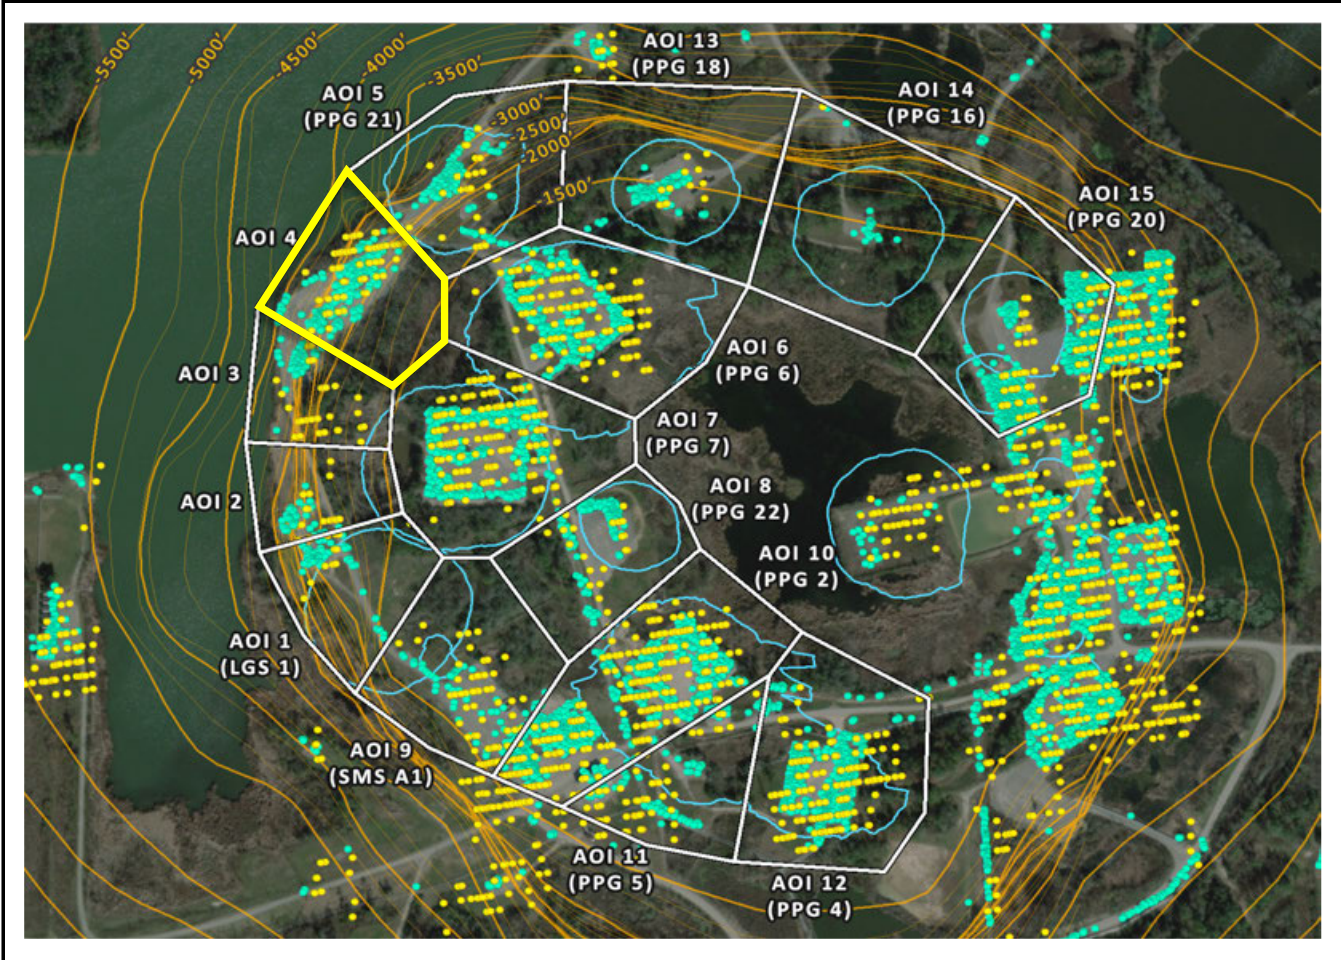 -5500'
-5000'
-4500'
-4000'
-3500'
-3000'
-2500'
-2000'
-1500'
AOI 13
(PPG 18)
AOI 14
(PPG 16)
AOI 5
(PPG 21)
AOI 15
(PPG 20)
AOI 4
AOI 6
(PPG 6)
AOI 3
AOI 7
(PPG 7)
AOI 2
AOI 8
(PPG 22)
AOI 10
(PPG 2)
AOI 1
(LGS 1)
AOI 9
(SMS A1)
AOI 11
(PPG 5)
AOI 12
(PPG 4)